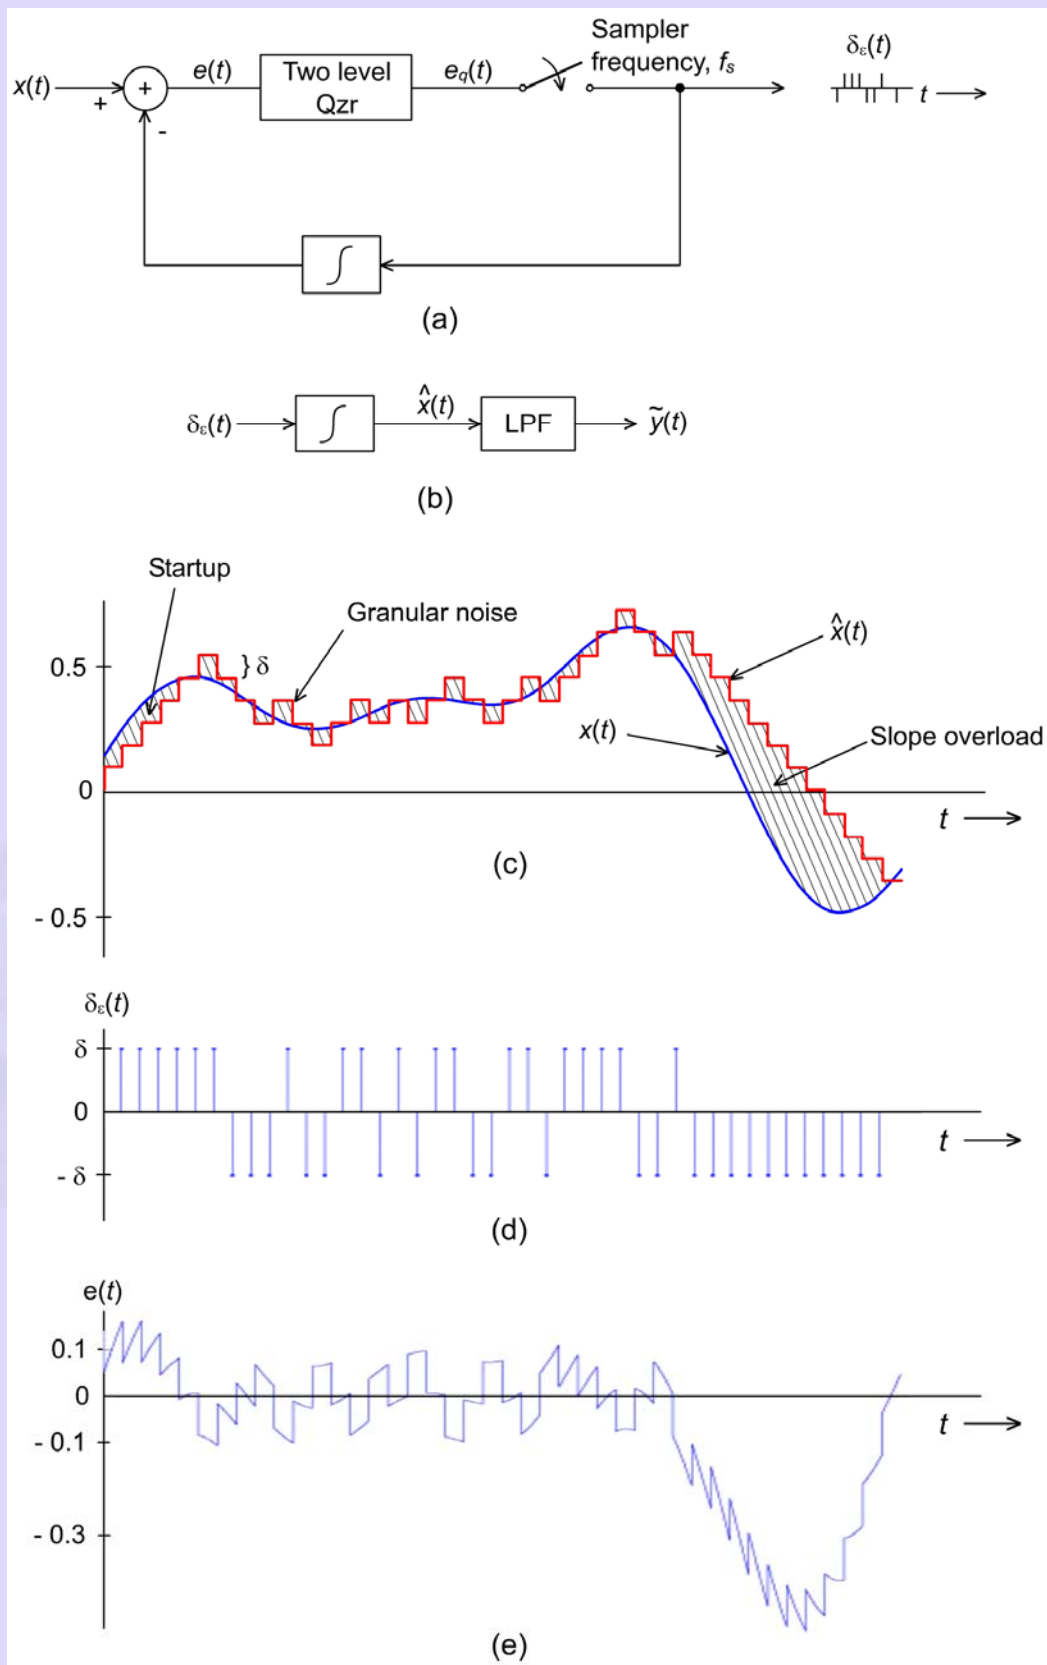 x(t)
+
+
-
e(t)
Two level
Qzr
e_q(t)
Sampler
frequency, f_s
δ_ε(t)
t
∫
(a)
δ_ε(t)
∫
x̂(t)
LPF
ỹ(t)
(b)
Startup
Granular noise
} δ
x̂(t)
x(t)
Slope overload
0.5
0
- 0.5
t
(c)
δ_ε(t)
δ
0
- δ
t
(d)
e(t)
0.1
0
- 0.1
- 0.3
t
(e)